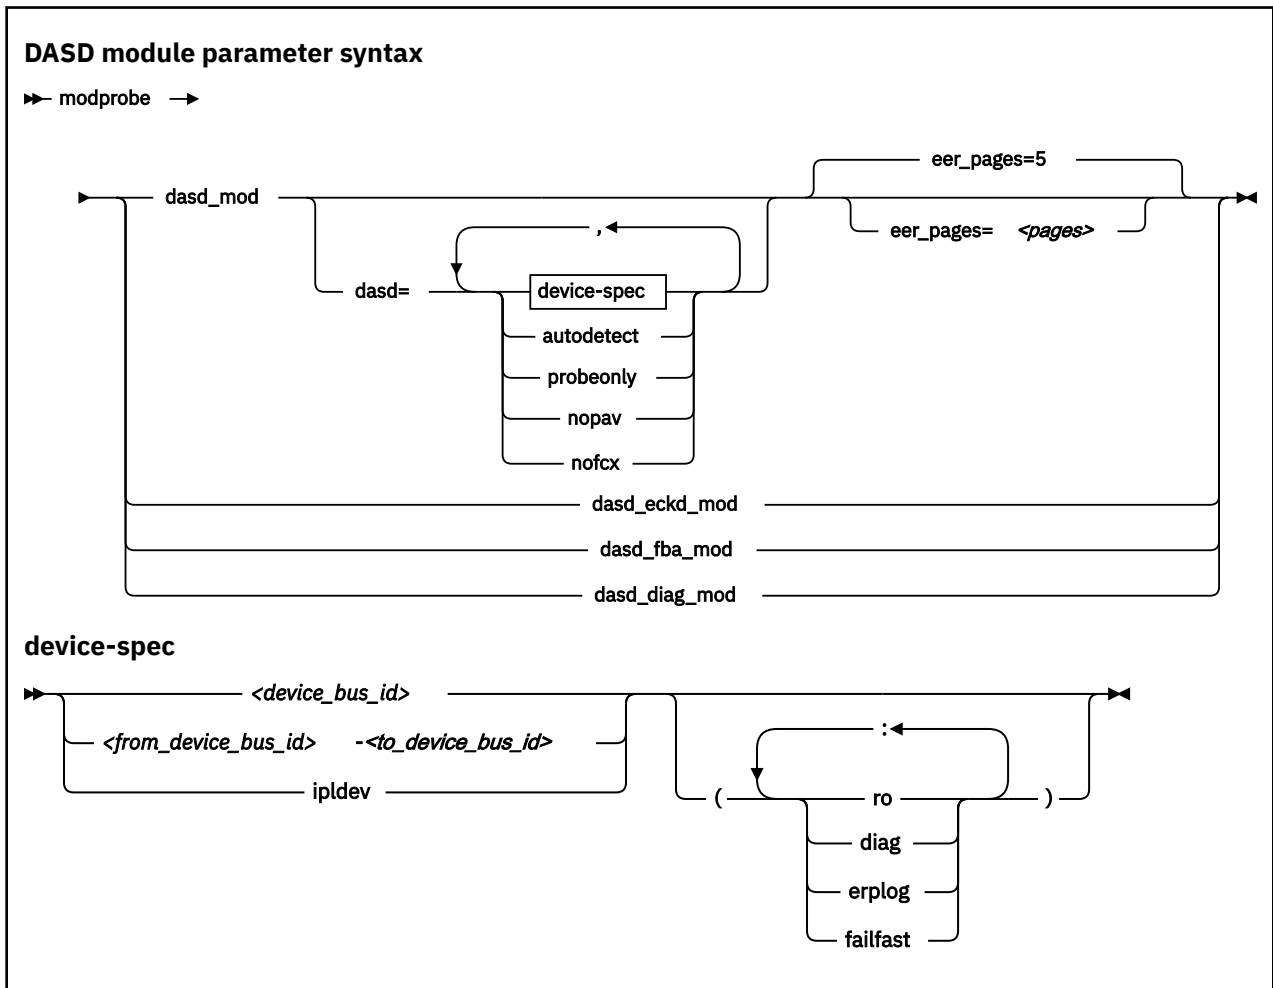 DASD module parameter syntax
modprobe
eer_pages=5
dasd_mod
eer_pages= <pages>
,
dasd= device-spec
autodetect
probeonly
nopav
nofcx
dasd_eckd_mod
dasd_fba_mod
dasd_diag_mod
device-spec
<device_bus_id>
<from_device_bus_id> -<to_device_bus_id>
:
ipldev
( ro )
diag
erplog
failfast